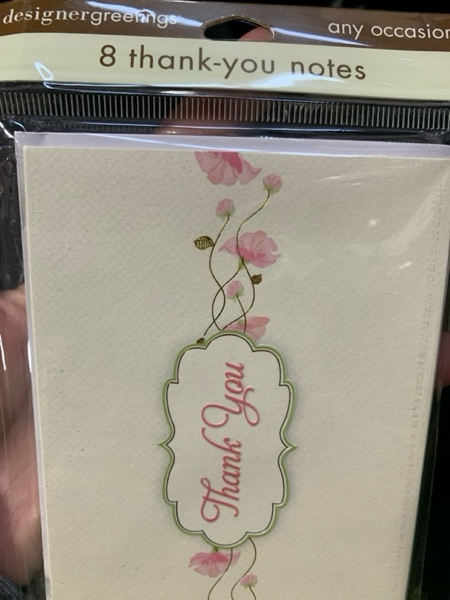 designergreetings
any occasion
8 thank-you notes
Thank You